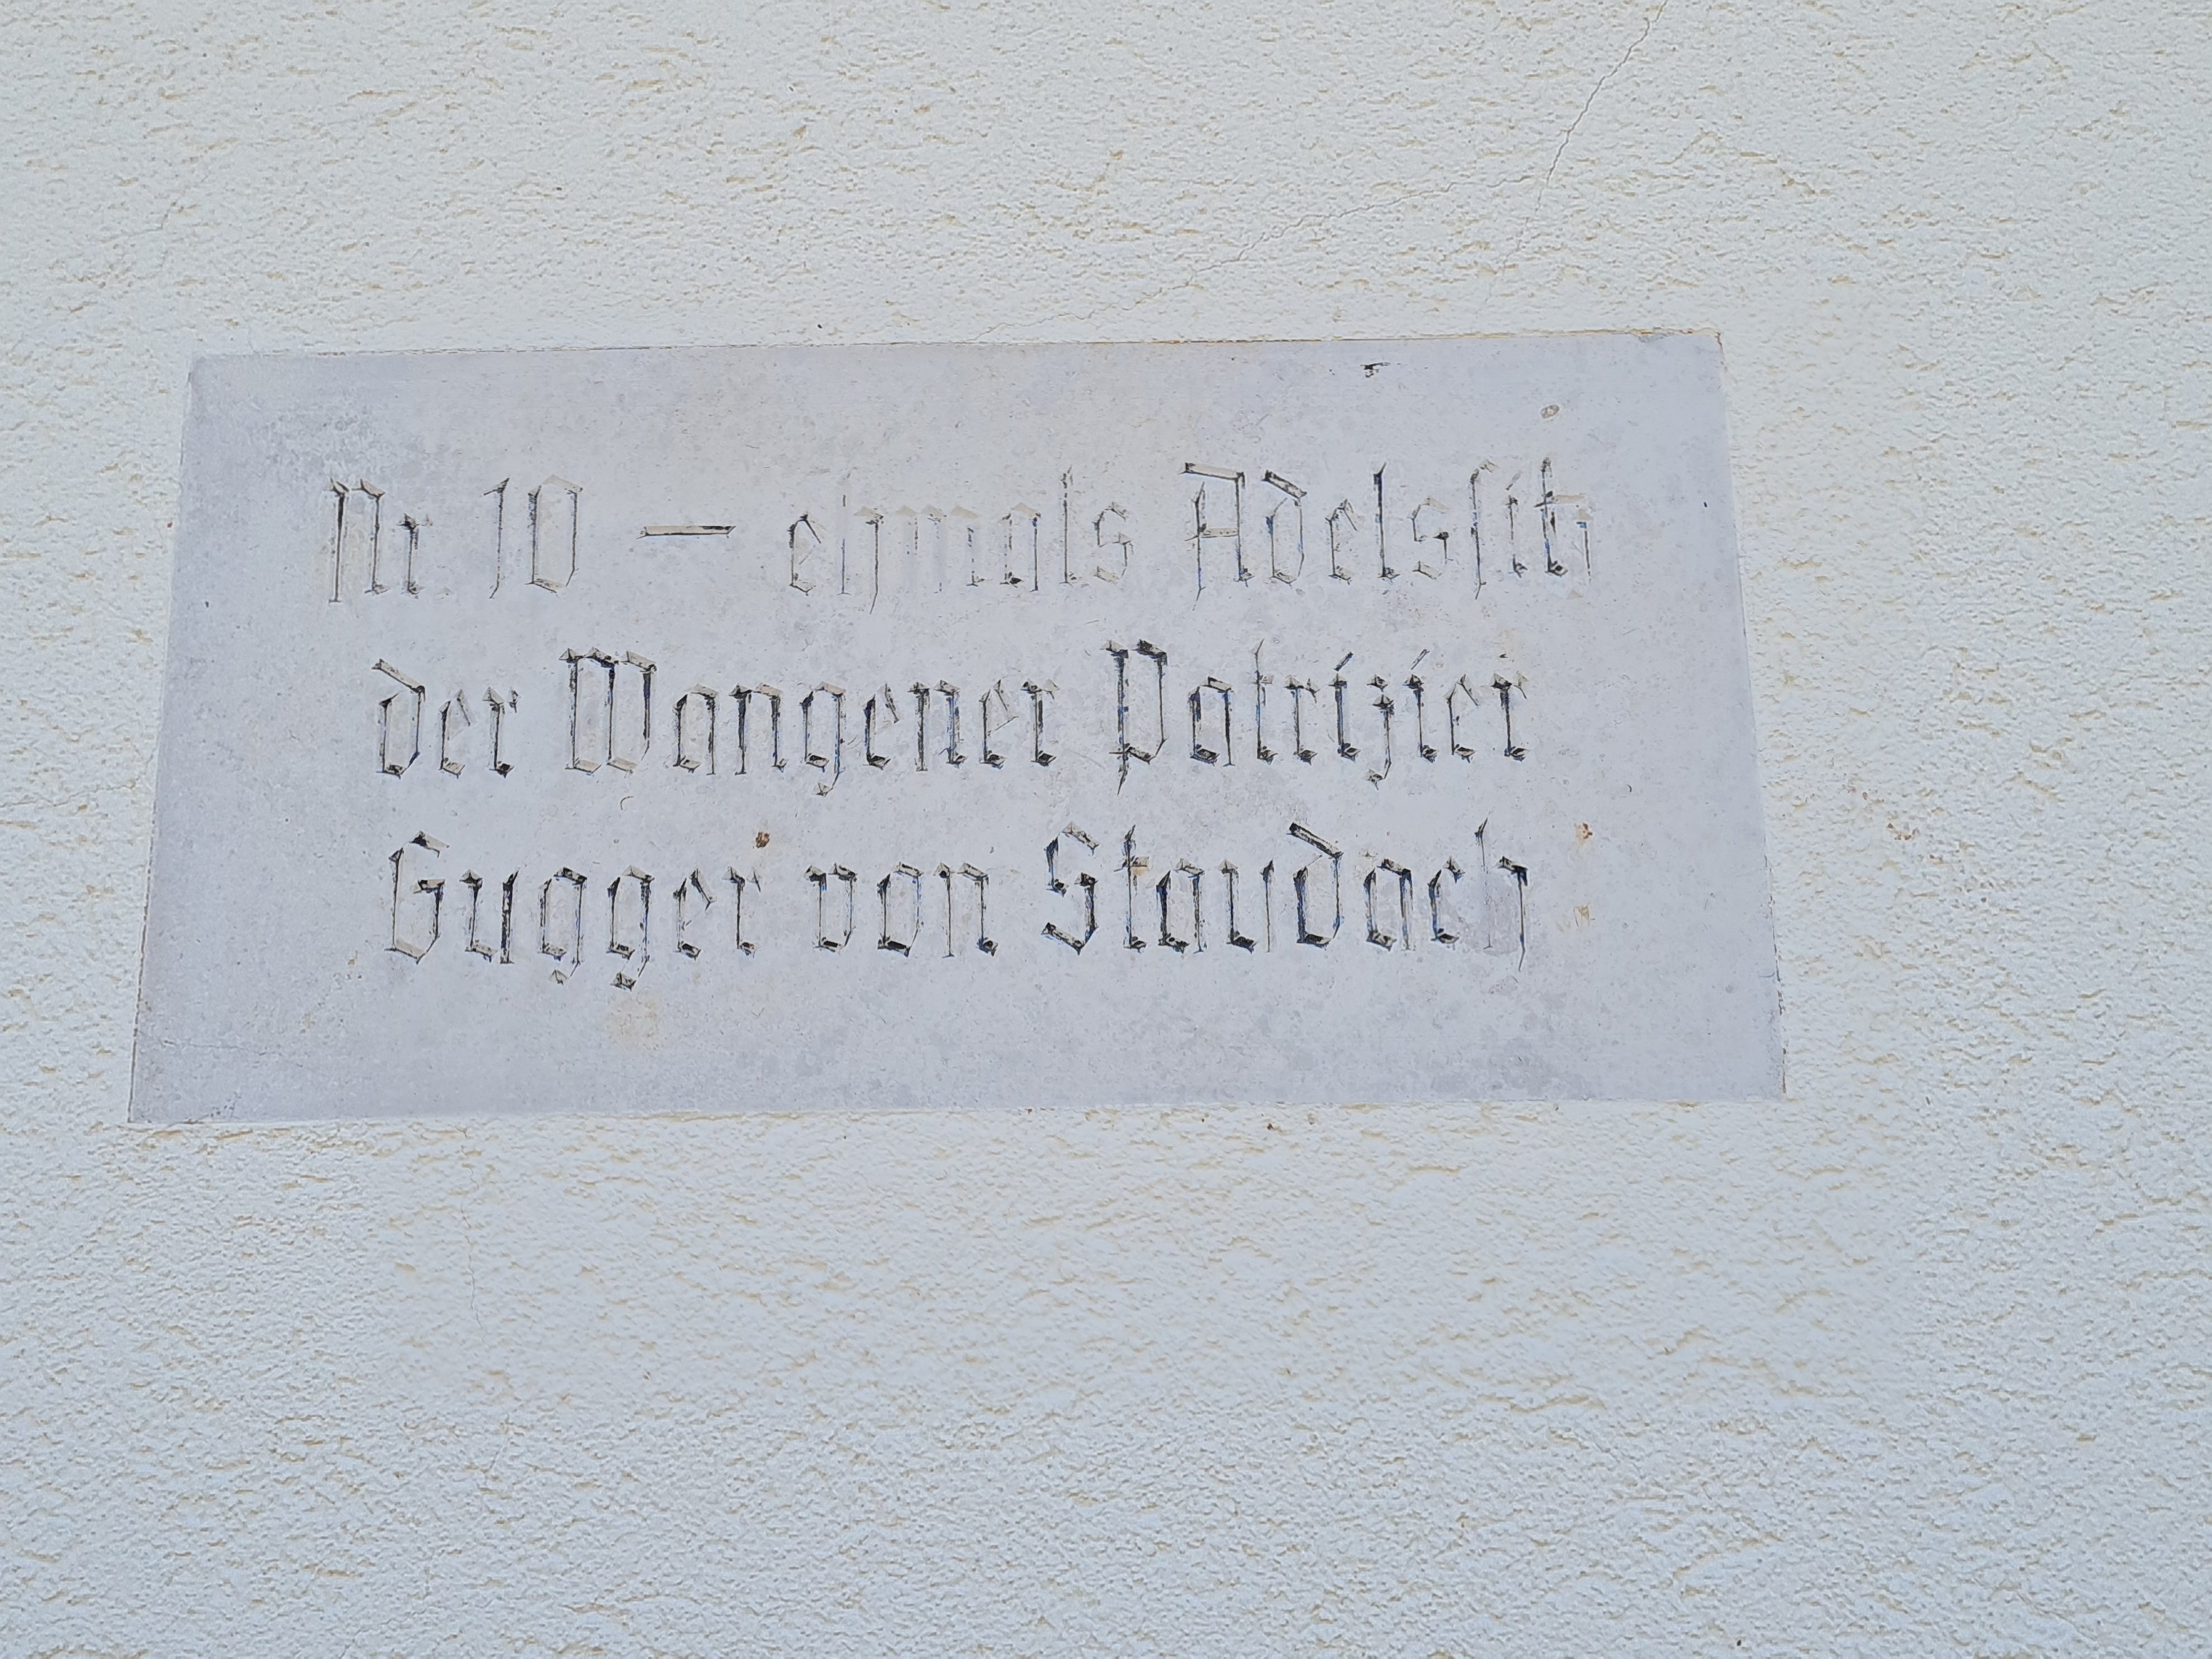 Nr 10 — ehmals Adelssitz
der Wangener Patrizier
Gugger von Staudach